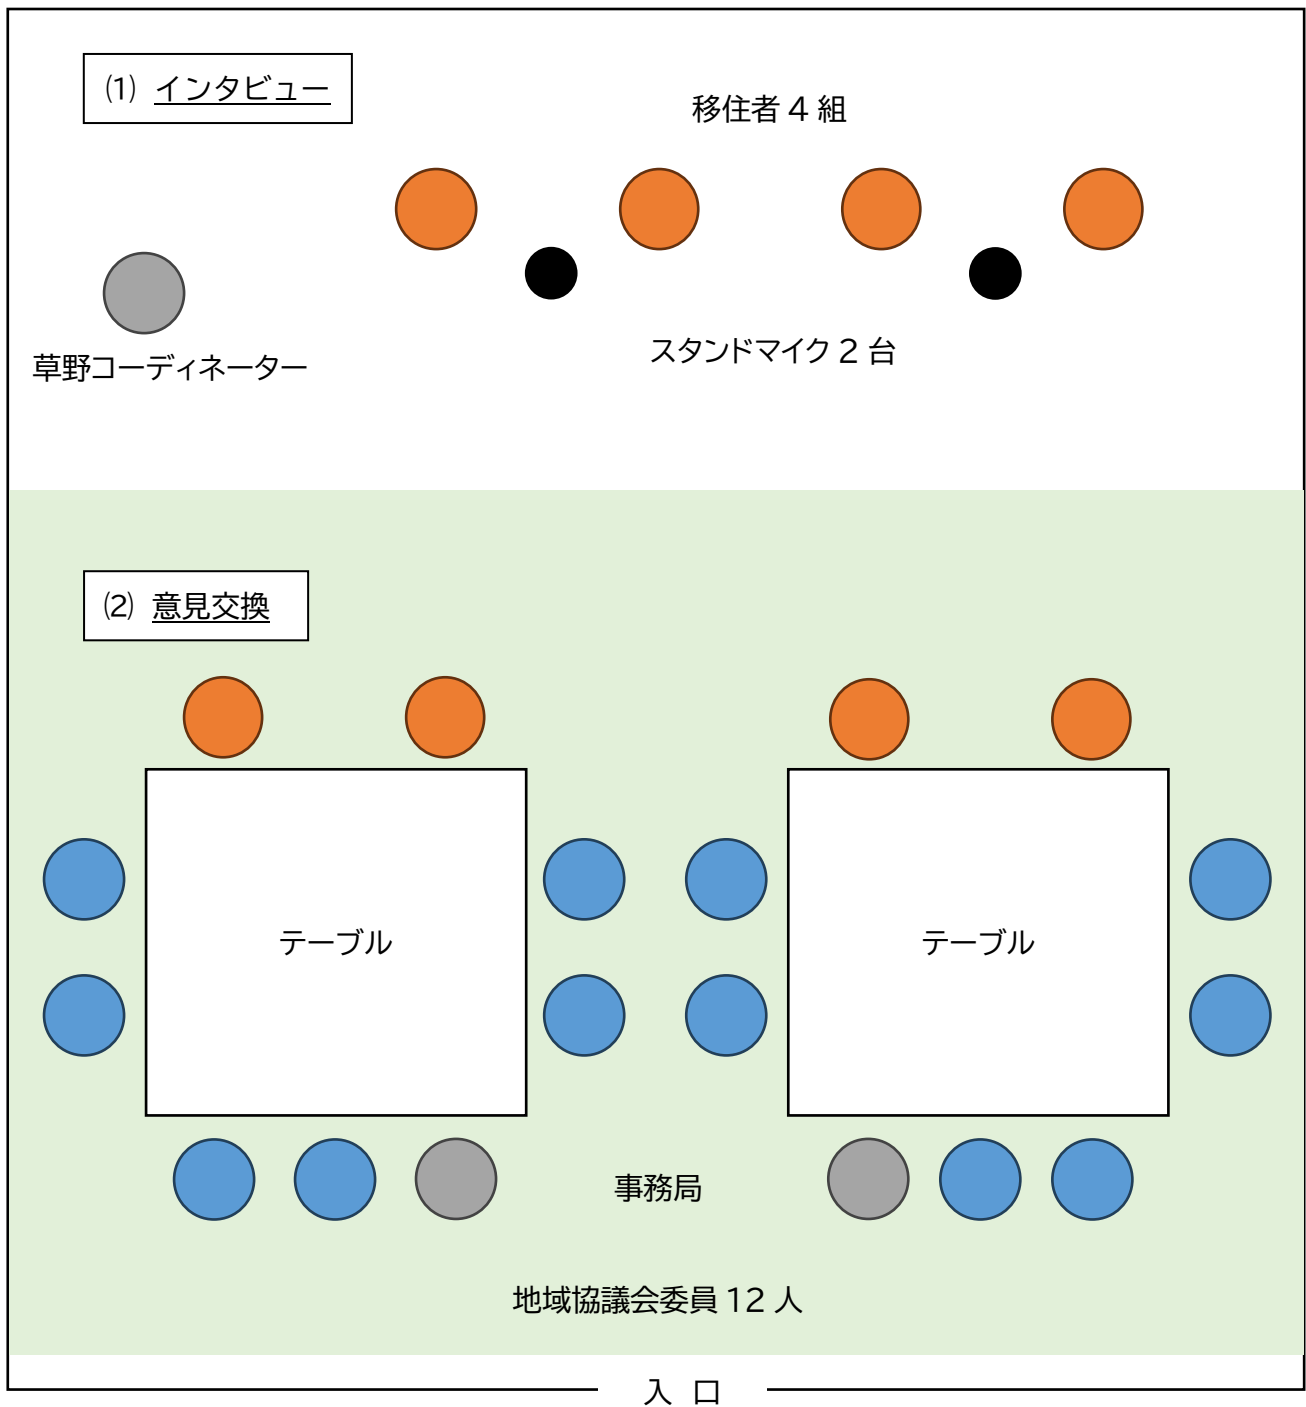 ⑴ インタビュー
移住者 4 組
草野コーディネーター
スタンドマイク 2 台
⑵ 意見交換
テーブル
テーブル
事務局
地域協議会委員 12 人
入 口